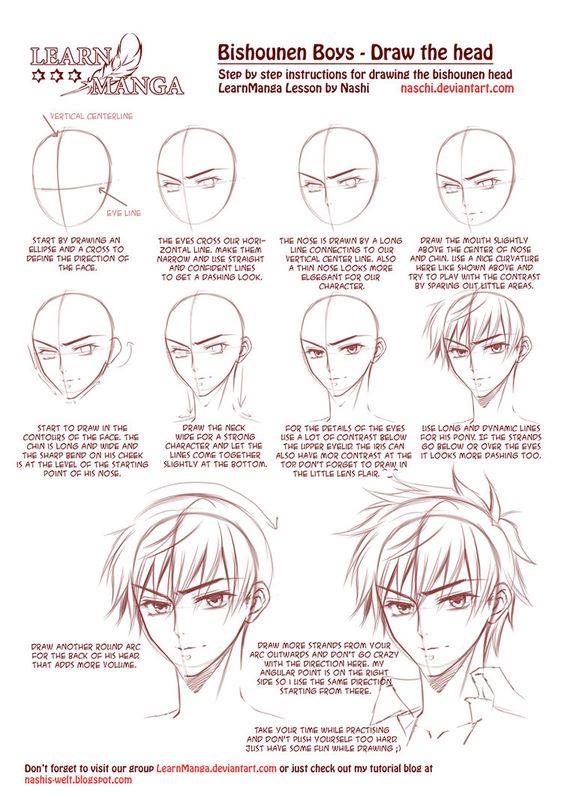 LEARN
MANGA
Bishounen Boys - Draw the head
Step by step instructions for drawing the bishounen head
LearnManga Lesson by Nashi naschi.deviantart.com
VERTICAL CENTERLINE
EYE LINE
START BY DRAWING AN
ELLIPSE AND A CROSS TO
DEFINE THE DIRECTION OF
THE FACE.
THE EYES CROSS OUR HORI-
ZONTAL LINE. MAKE THEM
NARROW AND USE STRAIGHT
AND CONFIDENT LINES
TO GET A DASHING LOOK.
THE NOSE IS DRAWN BY A LONG
LINE CONNECTING TO OUR
VERTICAL CENTER LINE. ALSO
A THIN NOSE LOOKS MORE
ELGEGANT FOR OUR
CHARACTER.
DRAW THE MOUTH SLIGHTLY
ABOVE THE CENTER OF NOSE
AND CHIN. USE A NICE CURVATURE
HERE LIKE SHOWN ABOVE AND
TRY TO PLAY WITH THE CONTRAST
BY SPARING OUT LITTLE AREAS.
START TO DRAW IN THE
CONTOURS OF THE FACE. THE
CHIN IS LONG AND WIDE AND
THE SHARP BEND ON HIS CHEEK
IS AT THE LEVEL OF THE STARTING
POINT OF HIS NOSE.
DRAW THE NECK
WIDE FOR A STRONG
CHARACTER AND LET THE
LINES COME TOGETHER
SLIGHTLY AT THE BOTTOM.
FOR THE DETAILS OF THE EYES
USE A LOT OF CONTRAST BELOW
THE UPPER EYELID. THE IRIS CAN
ALSO HAVE MOR CONTRAST AT THE
TOP. DON'T FORGET TO DRAW IN
THE LITTLE LENS FLAIR. ^_^
USE LONG AND DYNAMIC LINES
FOR HIS PONY. IF THE STRANDS
GO BELOW OR OVER THE EYES
IT LOOKS MORE DASHING TOO.
DRAW ANOTHER ROUND ARC
FOR THE BACK OF HIS HEAD.
THAT ADDS MORE VOLUME.
DRAW MORE STRANDS FROM YOUR
ARC OUTWARDS AND DON'T GO CRAZY
WITH THE DIRECTION HERE. MY
ANGULAR POINT IS ON THE RIGHT
SIDE SO I USE THE SAME DIRECTION
STARTING FROM THERE.
TAKE YOUR TIME WHILE PRACTISING
AND DON'T PUSH YOURSELF TOO HARD.
JUST HAVE SOME FUN WHILE DRAWING ;)
Don't forget to visit our group LearnManga.deviantart.com or just check out my tutorial blog at
nashis-welt.blogspot.com